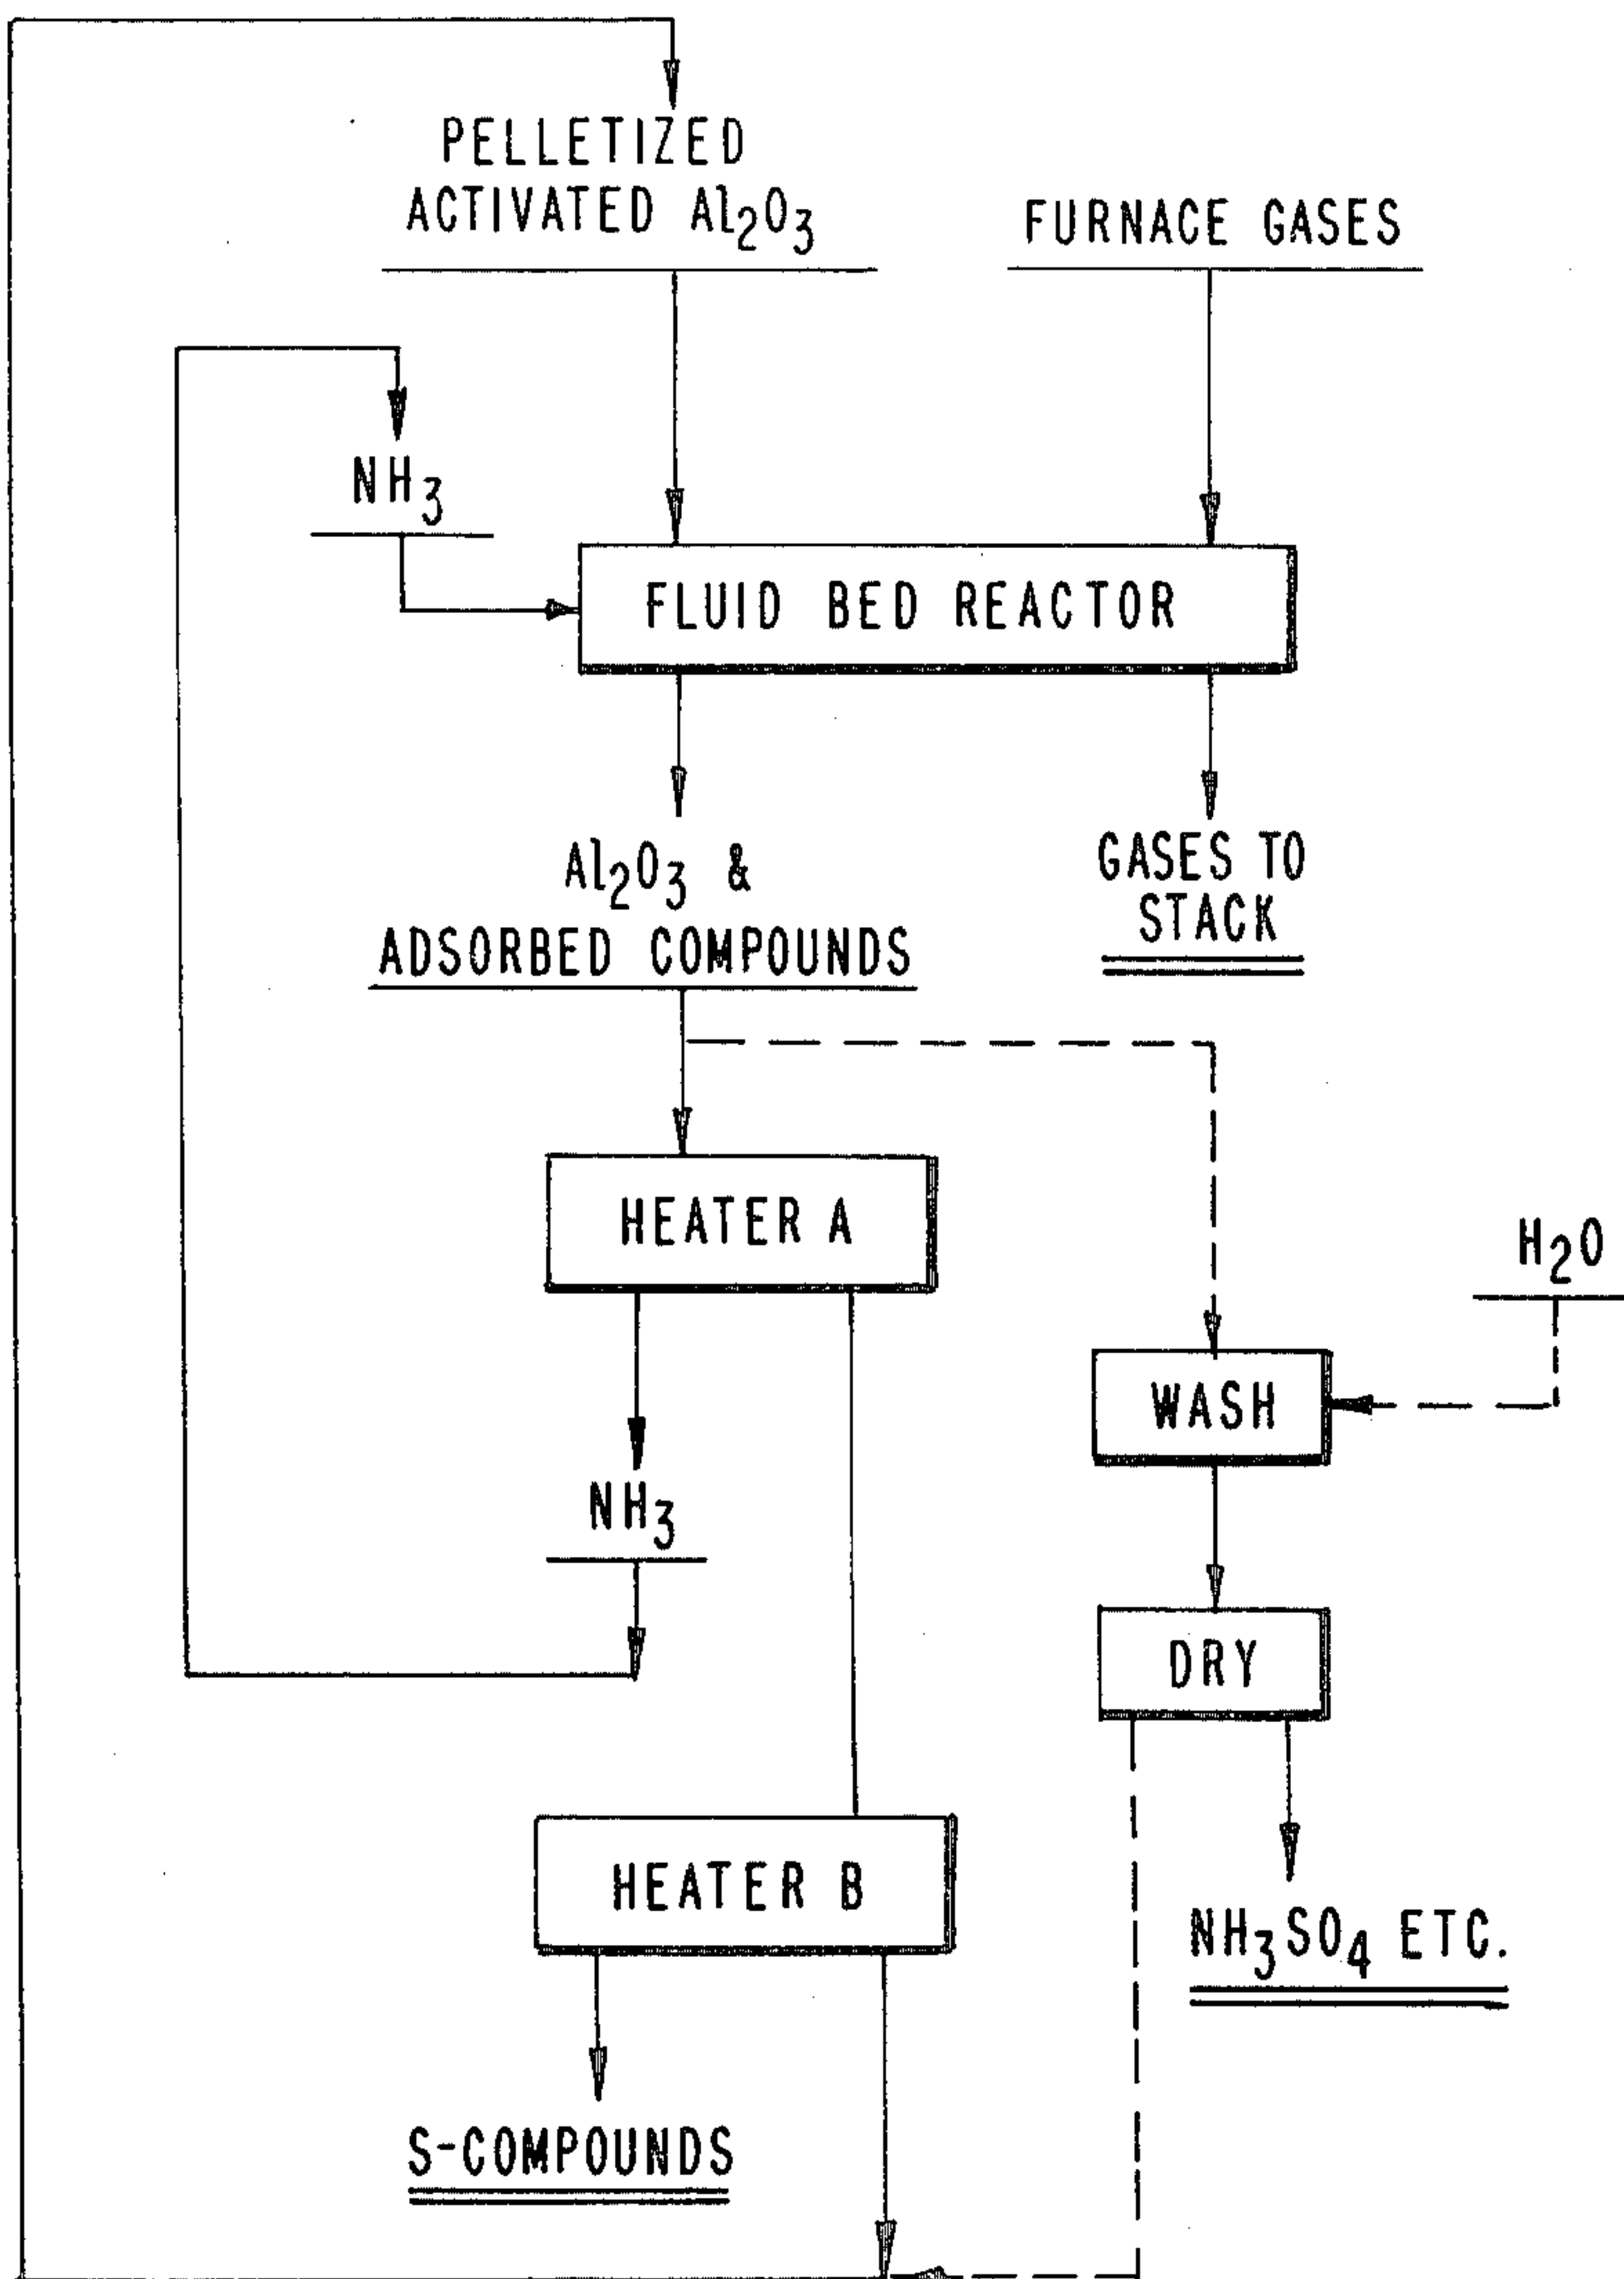 PELLETIZED
ACTIVATED Al₂O₃
FURNACE GASES
NH₃
FLUID BED REACTOR
Al₂O₃ &
ADSORBED COMPOUNDS
GASES TO
STACK
HEATER A
H₂O
WASH
NH₃
DRY
HEATER B
NH₃SO₄ ETC.
S-COMPOUNDS